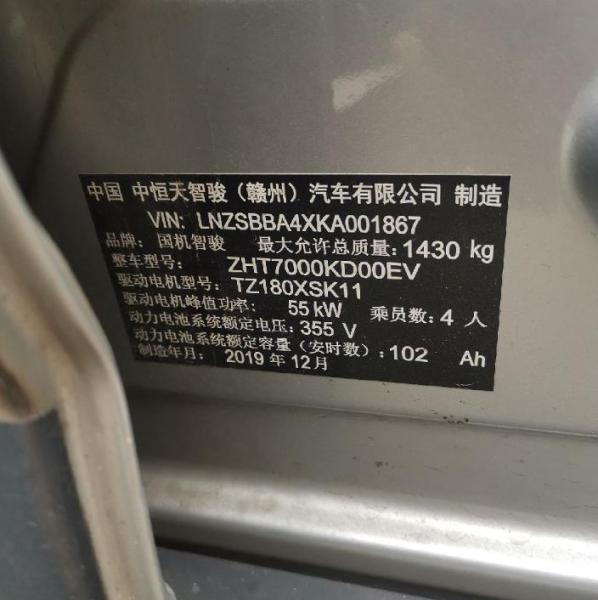 中国 中恒天智骏（赣州）汽车有限公司 制造
VIN: LNZSBBA4XKA001867
品牌: 国机智骏 最大允许总质量: 1430 kg
整车型号: ZHT7000KD00EV
驱动电机型号: TZ180XSK11
驱动电机峰值功率: 55 kW 乘员数: 4 人
动力电池系统额定电压: 355 V
动力电池系统额定容量（安时数）: 102 Ah
制造年月: 2019 年 12 月